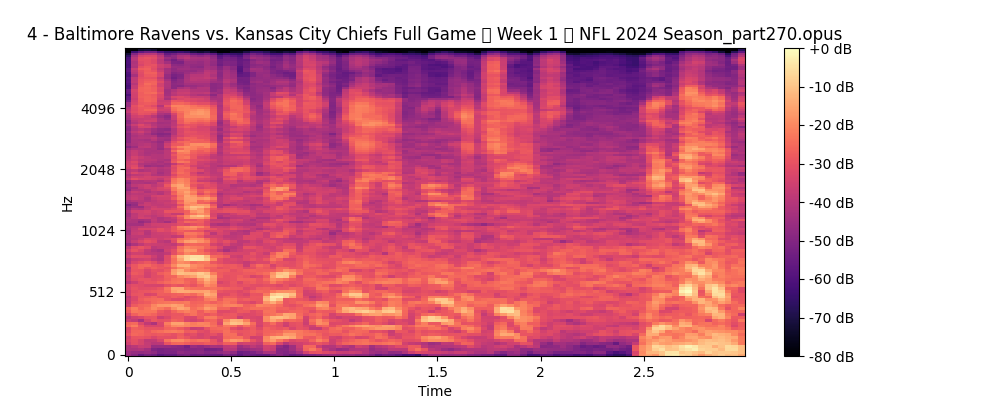 4 - Baltimore Ravens vs. Kansas City Chiefs Full Game ▯ Week 1 ▯ NFL 2024 Season_part270.opus
+0 dB
-10 dB
-20 dB
-30 dB
-40 dB
-50 dB
-60 dB
-70 dB
-80 dB
Hz
4096
2048
1024
512
0
0
0.5
1
1.5
2
2.5
Time